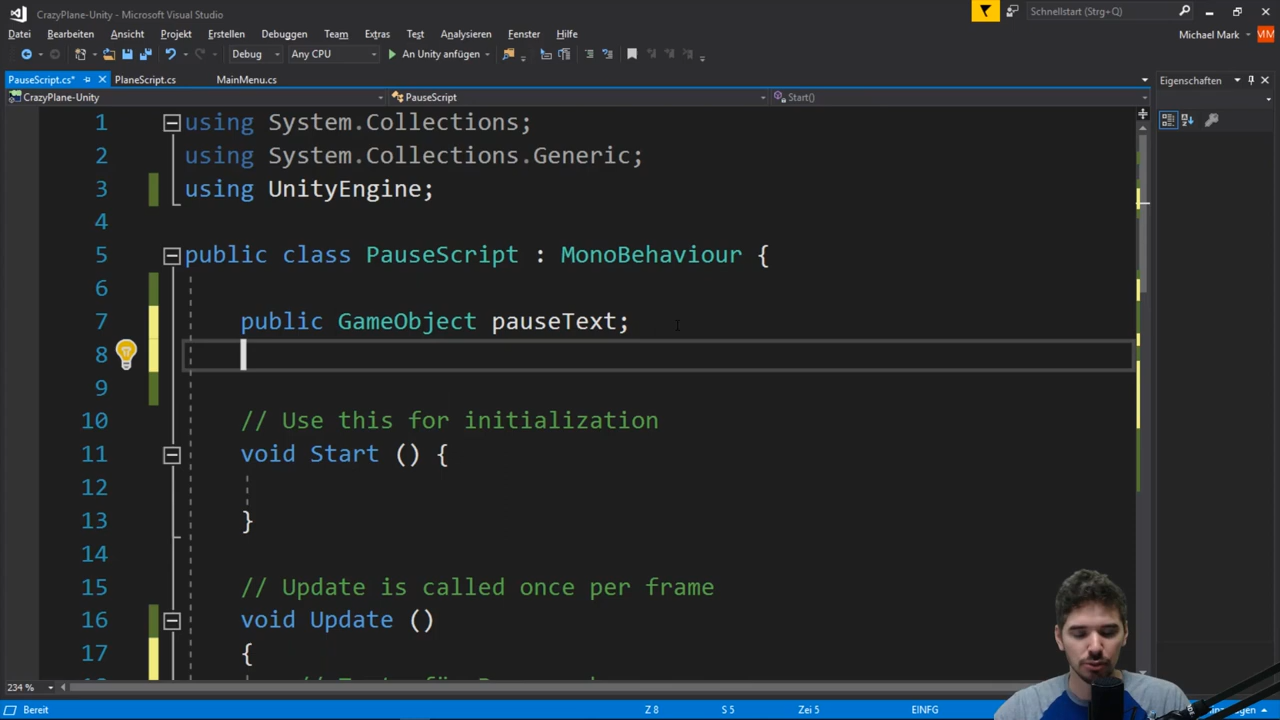 CrazyPlane-Unity - Microsoft Visual Studio
Schnellstart (Strg+Q)
Datei Bearbeiten Ansicht Projekt Erstellen Debuggen Team Extras Test Analysieren Fenster Hilfe
Michael Mark MM
Debug Any CPU An Unity anfügen
PauseScript.cs* PlaneScript.cs MainMenu.cs
Eigenschaften
CrazyPlane-Unity PauseScript Start()
1 using System.Collections;
2 using System.Collections.Generic;
3 using UnityEngine;
4
5 public class PauseScript : MonoBehaviour {
6
7 public GameObject pauseText;
8
9
10 // Use this for initialization
11 void Start () {
12
13 }
14
15 // Update is called once per frame
16 void Update ()
17 {
234 %
Bereit Z 8 S 5 Zei 5 EINFG